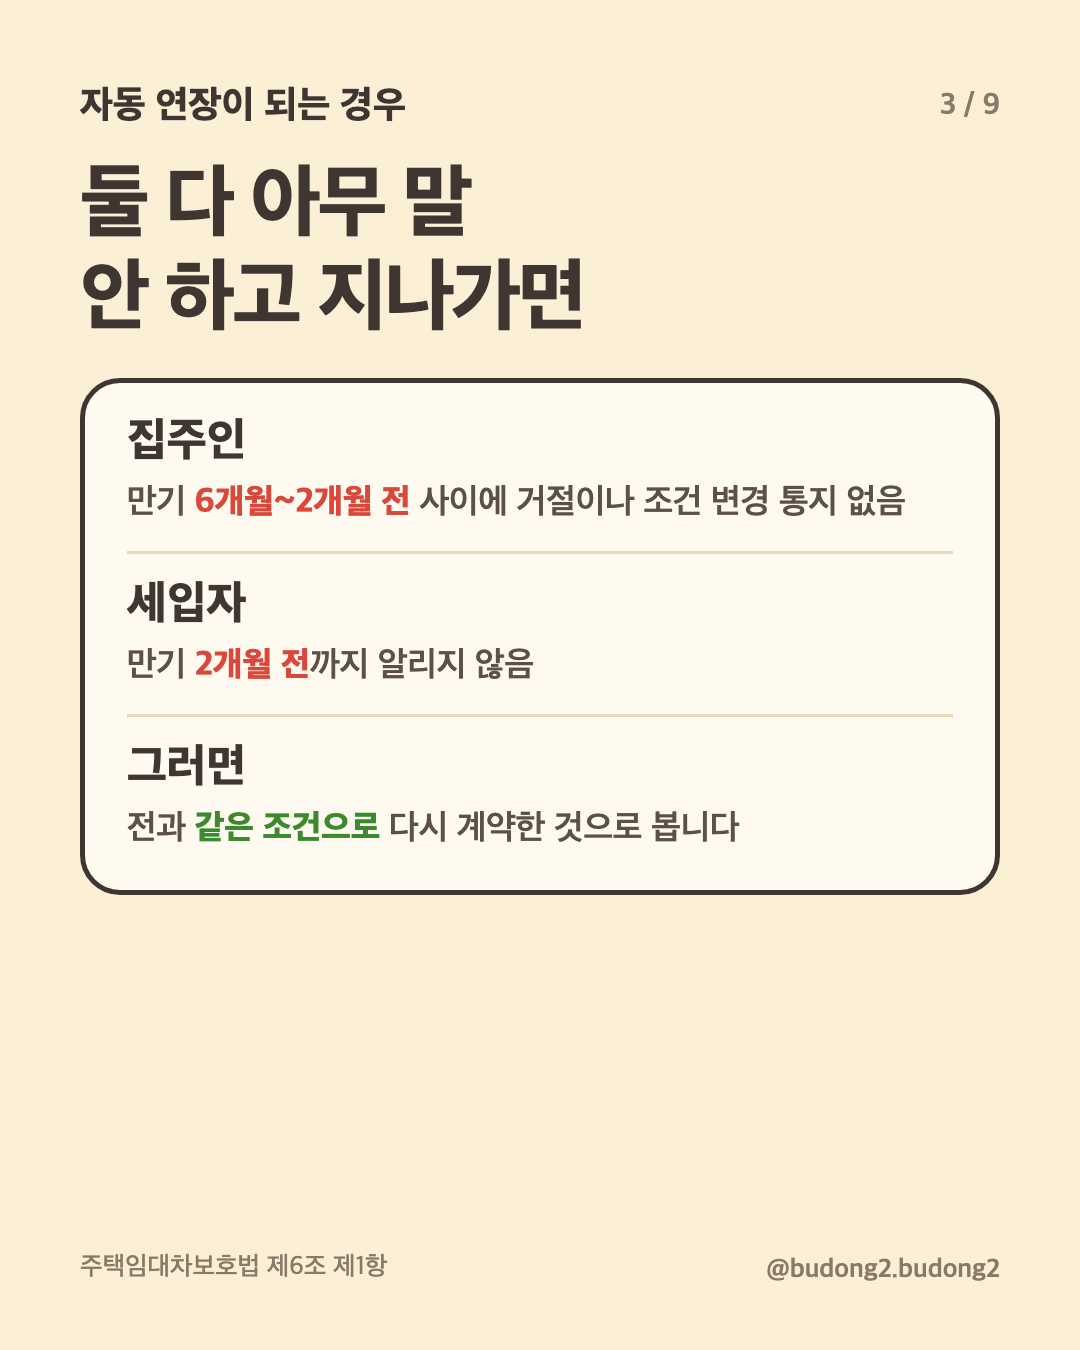 자동 연장이 되는 경우
3 / 9
둘 다 아무 말
안 하고 지나가면
집주인
만기 6개월~2개월 전 사이에 거절이나 조건 변경 통지 없음
세입자
만기 2개월 전까지 알리지 않음
그러면
전과 같은 조건으로 다시 계약한 것으로 봅니다
주택임대차보호법 제6조 제1항
@budong2.budong2